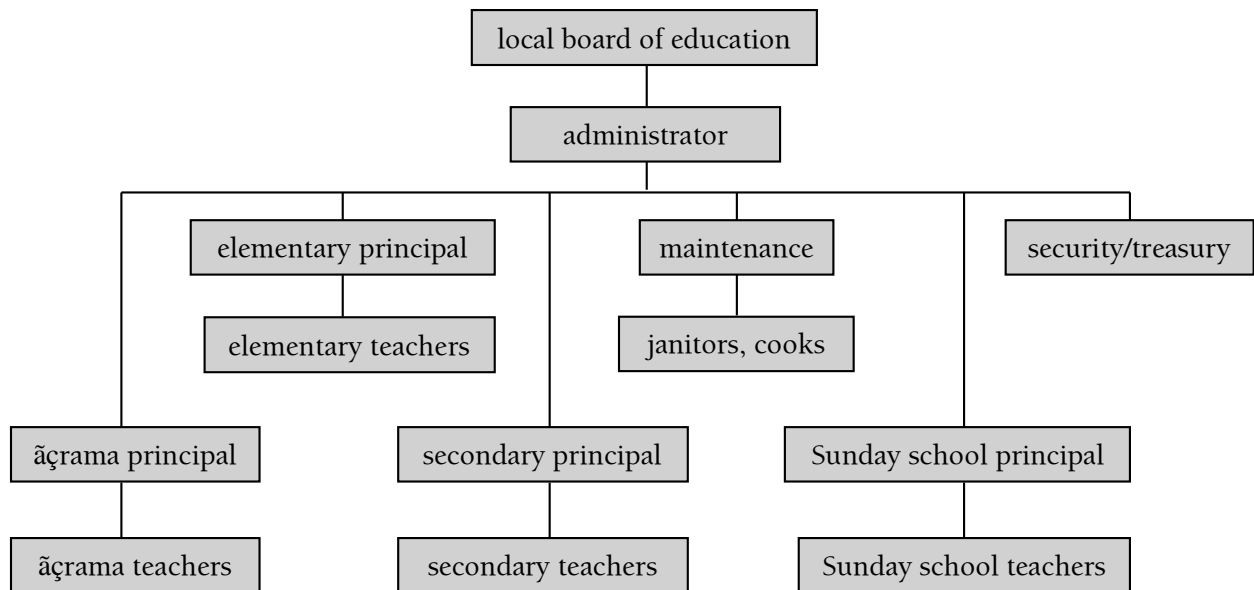 local board of education
administrator
elementary principal
maintenance
security/treasury
elementary teachers
janitors, cooks
ãçrama principal
secondary principal
Sunday school principal
ãçrama teachers
secondary teachers
Sunday school teachers